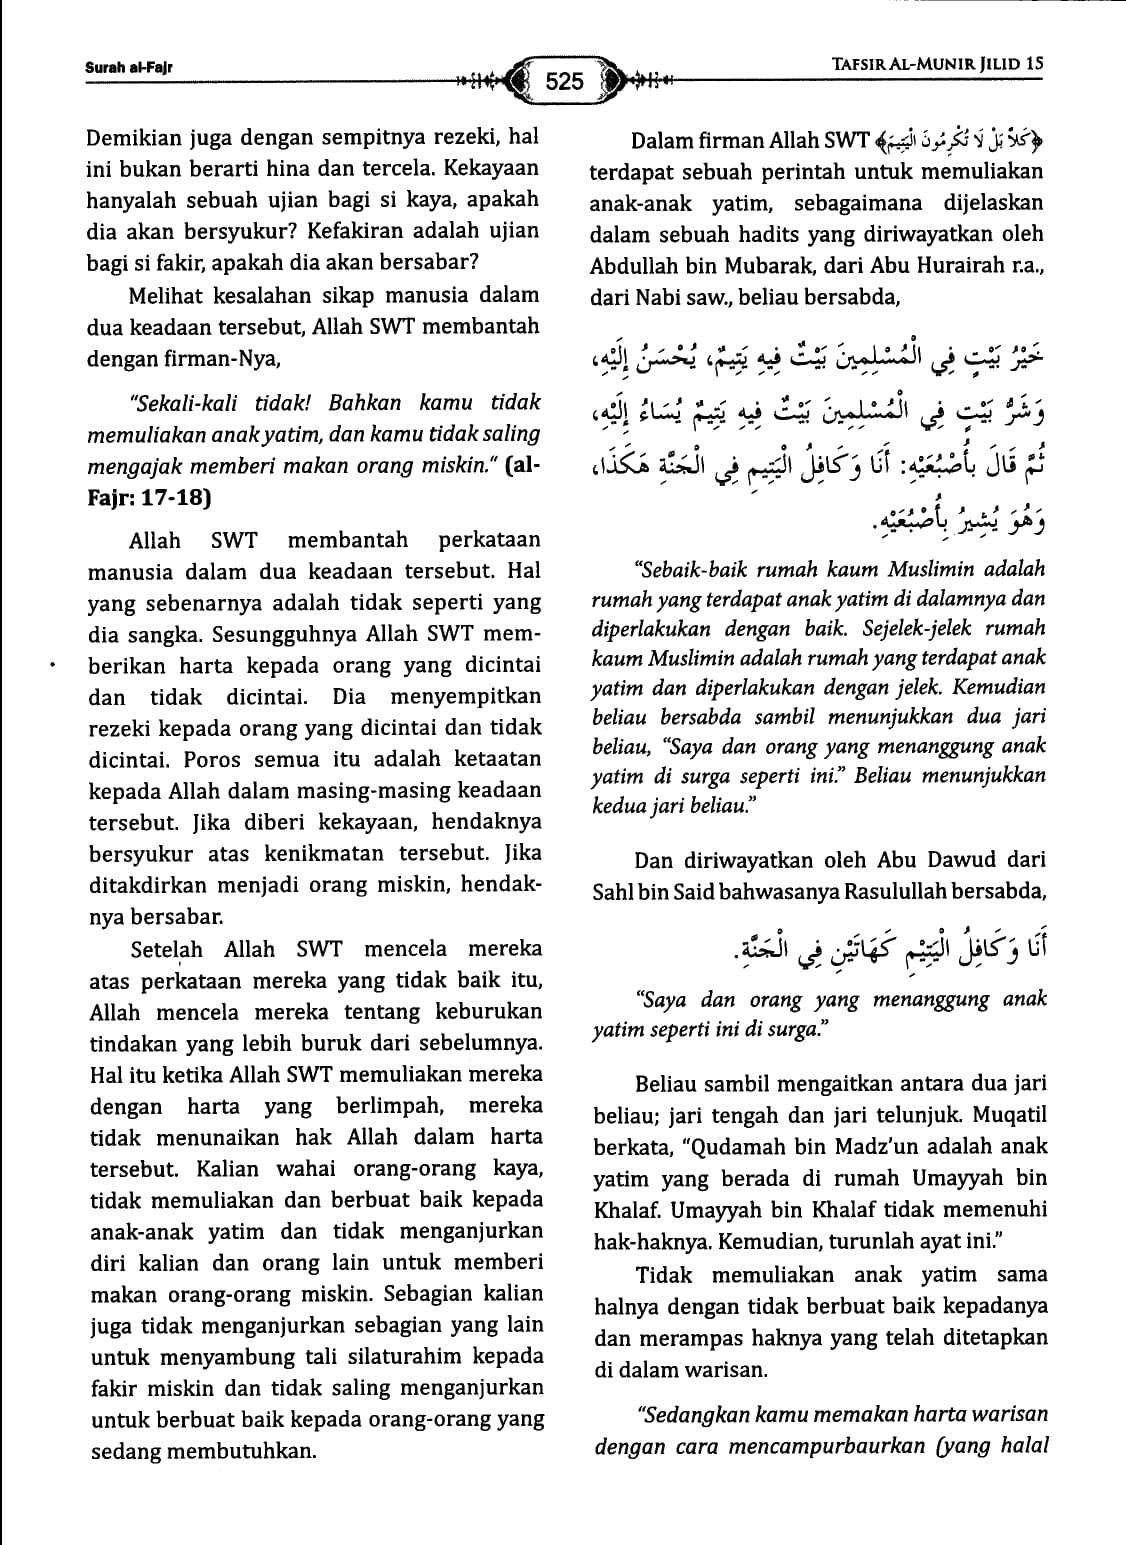 Surah al-Fajr
525
TAFSIR AL-MUNIR JILID 15
Demikian juga dengan sempitnya rezeki, hal
ini bukan berarti hina dan tercela. Kekayaan
hanyalah sebuah ujian bagi si kaya, apakah
dia akan bersyukur? Kefakiran adalah ujian
bagi si fakir, apakah dia akan bersabar?
Melihat kesalahan sikap manusia dalam
dua keadaan tersebut, Allah SWT membantah
dengan firman-Nya,
“Sekali-kali tidak! Bahkan kamu tidak
memuliakan anak yatim, dan kamu tidak saling
mengajak memberi makan orang miskin.” (al-
Fajr: 17-18)
Allah SWT membantah perkataan
manusia dalam dua keadaan tersebut. Hal
yang sebenarnya adalah tidak seperti yang
dia sangka. Sesungguhnya Allah SWT mem-
berikan harta kepada orang yang dicintai
dan tidak dicintai. Dia menyempitkan
rezeki kepada orang yang dicintai dan tidak
dicintai. Poros semua itu adalah ketaatan
kepada Allah dalam masing-masing keadaan
tersebut. Jika diberi kekayaan, hendaknya
bersyukur atas kenikmatan tersebut. Jika
ditakdirkan menjadi orang miskin, hendak-
nya bersabar.
Setelah Allah SWT mencela mereka
atas perkataan mereka yang tidak baik itu,
Allah mencela mereka tentang keburukan
tindakan yang lebih buruk dari sebelumnya.
Hal itu ketika Allah SWT memuliakan mereka
dengan harta yang berlimpah, mereka
tidak menunaikan hak Allah dalam harta
tersebut. Kalian wahai orang-orang kaya,
tidak memuliakan dan berbuat baik kepada
anak-anak yatim dan tidak menganjurkan
diri kalian dan orang lain untuk memberi
makan orang-orang miskin. Sebagian kalian
juga tidak menganjurkan sebagian yang lain
untuk menyambung tali silaturahim kepada
fakir miskin dan tidak saling menganjurkan
untuk berbuat baik kepada orang-orang yang
sedang membutuhkan.
Dalam firman Allah SWT ﴿كَلاَّ بَلْ لَا تُكْرِمُونَ الْيَتِيْمَ﴾
terdapat sebuah perintah untuk memuliakan
anak-anak yatim, sebagaimana dijelaskan
dalam sebuah hadits yang diriwayatkan oleh
Abdullah bin Mubarak, dari Abu Hurairah r.a.,
dari Nabi saw., beliau bersabda,
خَيْرُ بَيْتٍ فِي الْمُسْلِمِينَ بَيْتٌ فِيهِ يَتِيمٌ، يُحْسَنُ إِلَيْهِ،
وَشَرُّ بَيْتٍ فِي الْمُسْلِمِينَ بَيْتٌ فِيهِ يَتِيمٌ يُسَاءُ إِلَيْهِ،
ثُمَّ قَالَ بِأُصْبُعَيْهِ: أَنَا وَكَافِلُ الْيَتِيمِ فِي الْجَنَّةِ هَكَذَا،
وَهُوَ يُشِيرُ بِأُصْبُعَيْهِ.
“Sebaik-baik rumah kaum Muslimin adalah
rumah yang terdapat anak yatim di dalamnya dan
diperlakukan dengan baik. Sejelek-jelek rumah
kaum Muslimin adalah rumah yang terdapat anak
yatim dan diperlakukan dengan jelek. Kemudian
beliau bersabda sambil menunjukkan dua jari
beliau, “Saya dan orang yang menanggung anak
yatim di surga seperti ini.” Beliau menunjukkan
kedua jari beliau.”
Dan diriwayatkan oleh Abu Dawud dari
Sahl bin Said bahwasanya Rasulullah bersabda,
أَنَا وَكَافِلُ الْيَتِيْمِ كَهَاتَيْنِ فِي الْجَنَّةِ.
“Saya dan orang yang menanggung anak
yatim seperti ini di surga.”
Beliau sambil mengaitkan antara dua jari
beliau; jari tengah dan jari telunjuk. Muqatil
berkata, “Qudamah bin Madz’un adalah anak
yatim yang berada di rumah Umayyah bin
Khalaf. Umayyah bin Khalaf tidak memenuhi
hak-haknya. Kemudian, turunlah ayat ini.”
Tidak memuliakan anak yatim sama
halnya dengan tidak berbuat baik kepadanya
dan merampas haknya yang telah ditetapkan
di dalam warisan.
“Sedangkan kamu memakan harta warisan
dengan cara mencampurbaurkan (yang halal